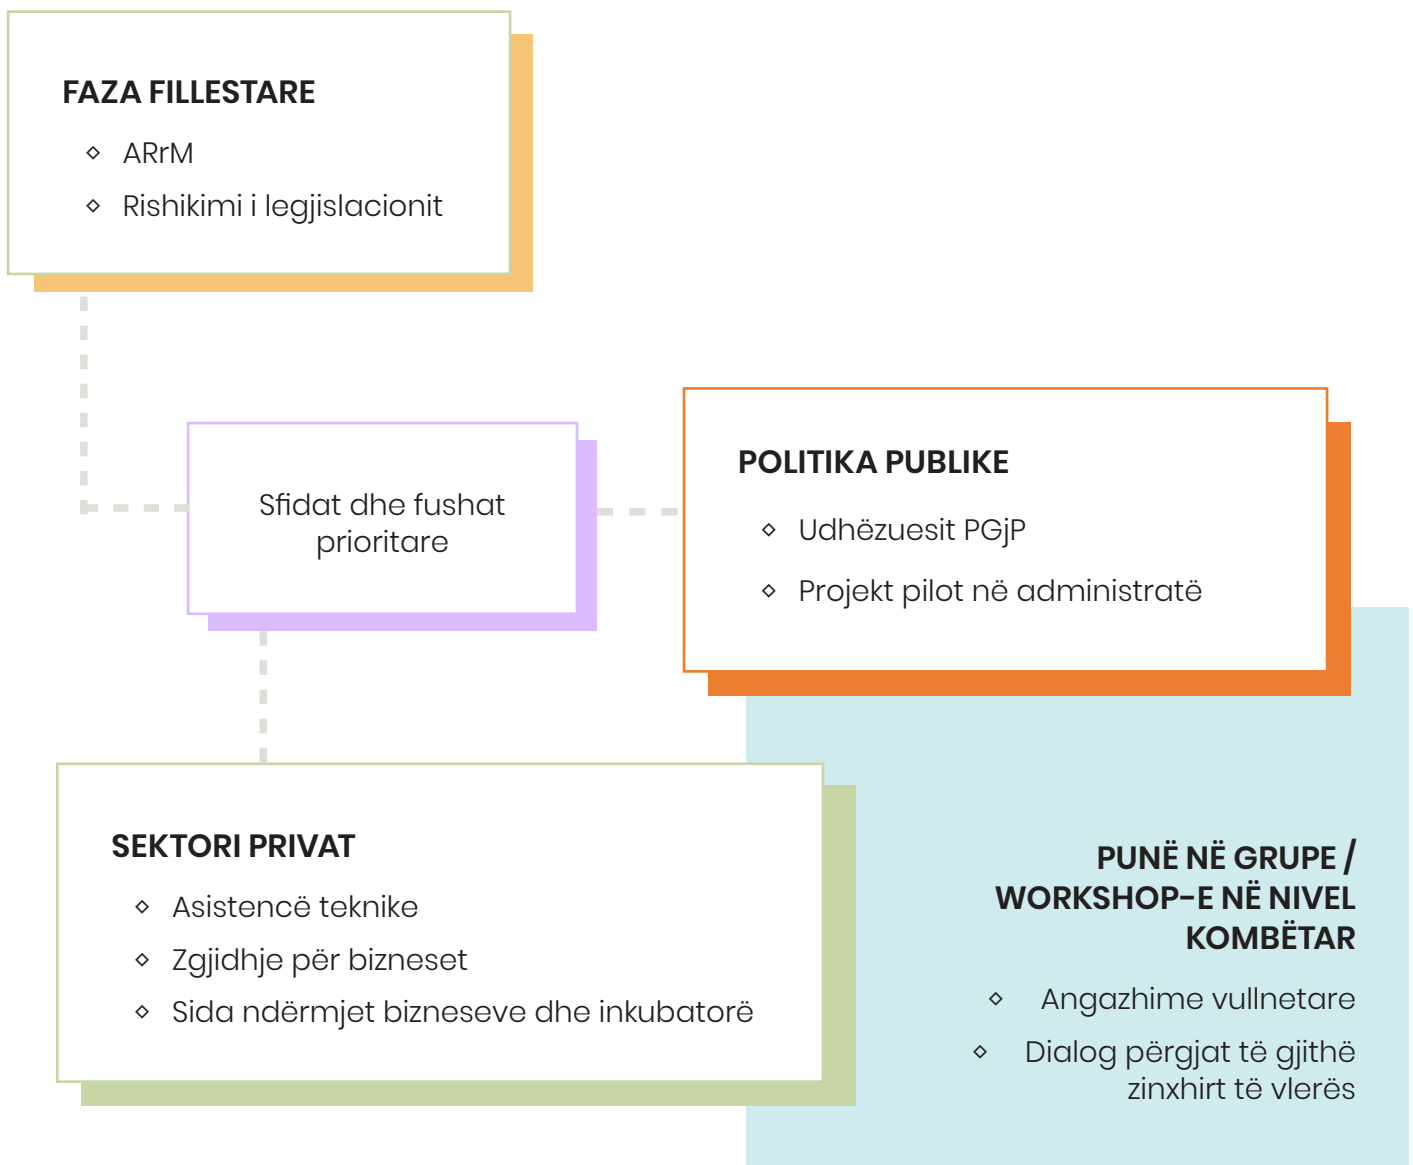 FAZA FILLESTARE
ARrM
Rishikimi i legjislacionit
Sfidat dhe fushat
prioritare
POLITIKA PUBLIKE
Udhëzuesit PGjP
Projekt pilot në administratë
SEKTORI PRIVAT
Asistencë teknike
Zgjidhje për bizneset
Sida ndërmjet bizneseve dhe inkubatorë
PUNË NË GRUPE /
WORKSHOP-E NË NIVEL
KOMBËTAR
Angazhime vullnetare
Dialog përgjat të gjithë
zinxhirt të vlerës